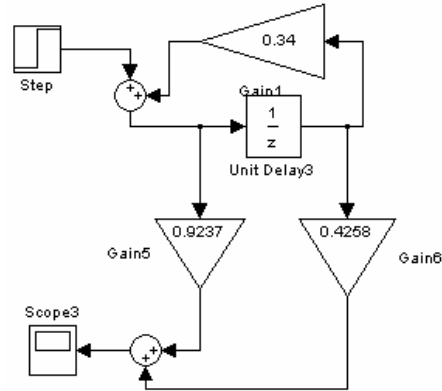 0.34
Step
Gain1
1
z
Unit Delay3
0.9237
0.4258
Gain5
Gain6
Scope3